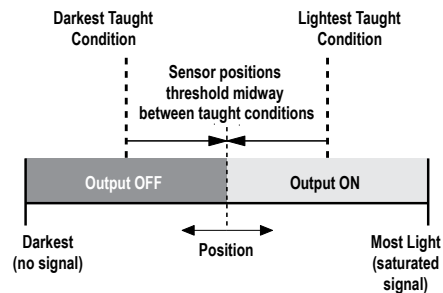 Darkest Taught
Condition
Lightest Taught
Condition
Sensor positions
threshold midway
between taught conditions
Output OFF
Output ON
Darkest
(no signal)
Position
Most Light
(saturated
signal)